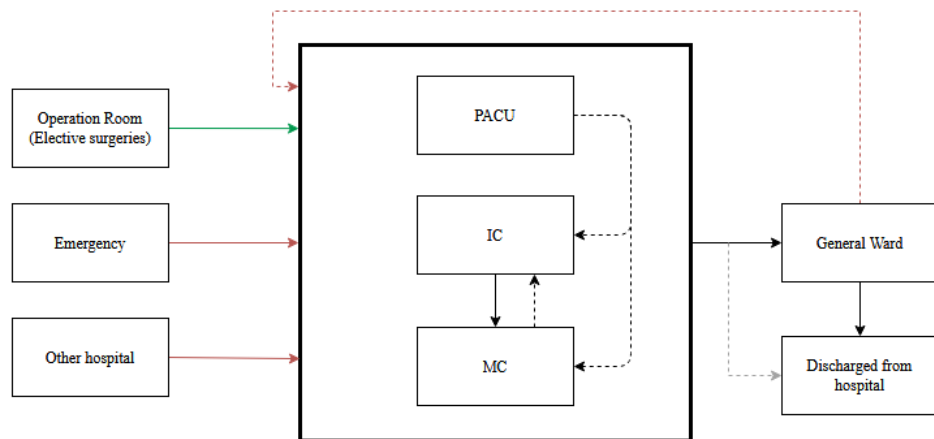 Operation Room
(Elective surgeries)
Emergency
Other hospital
PACU
IC
MC
General Ward
Discharged from
hospital